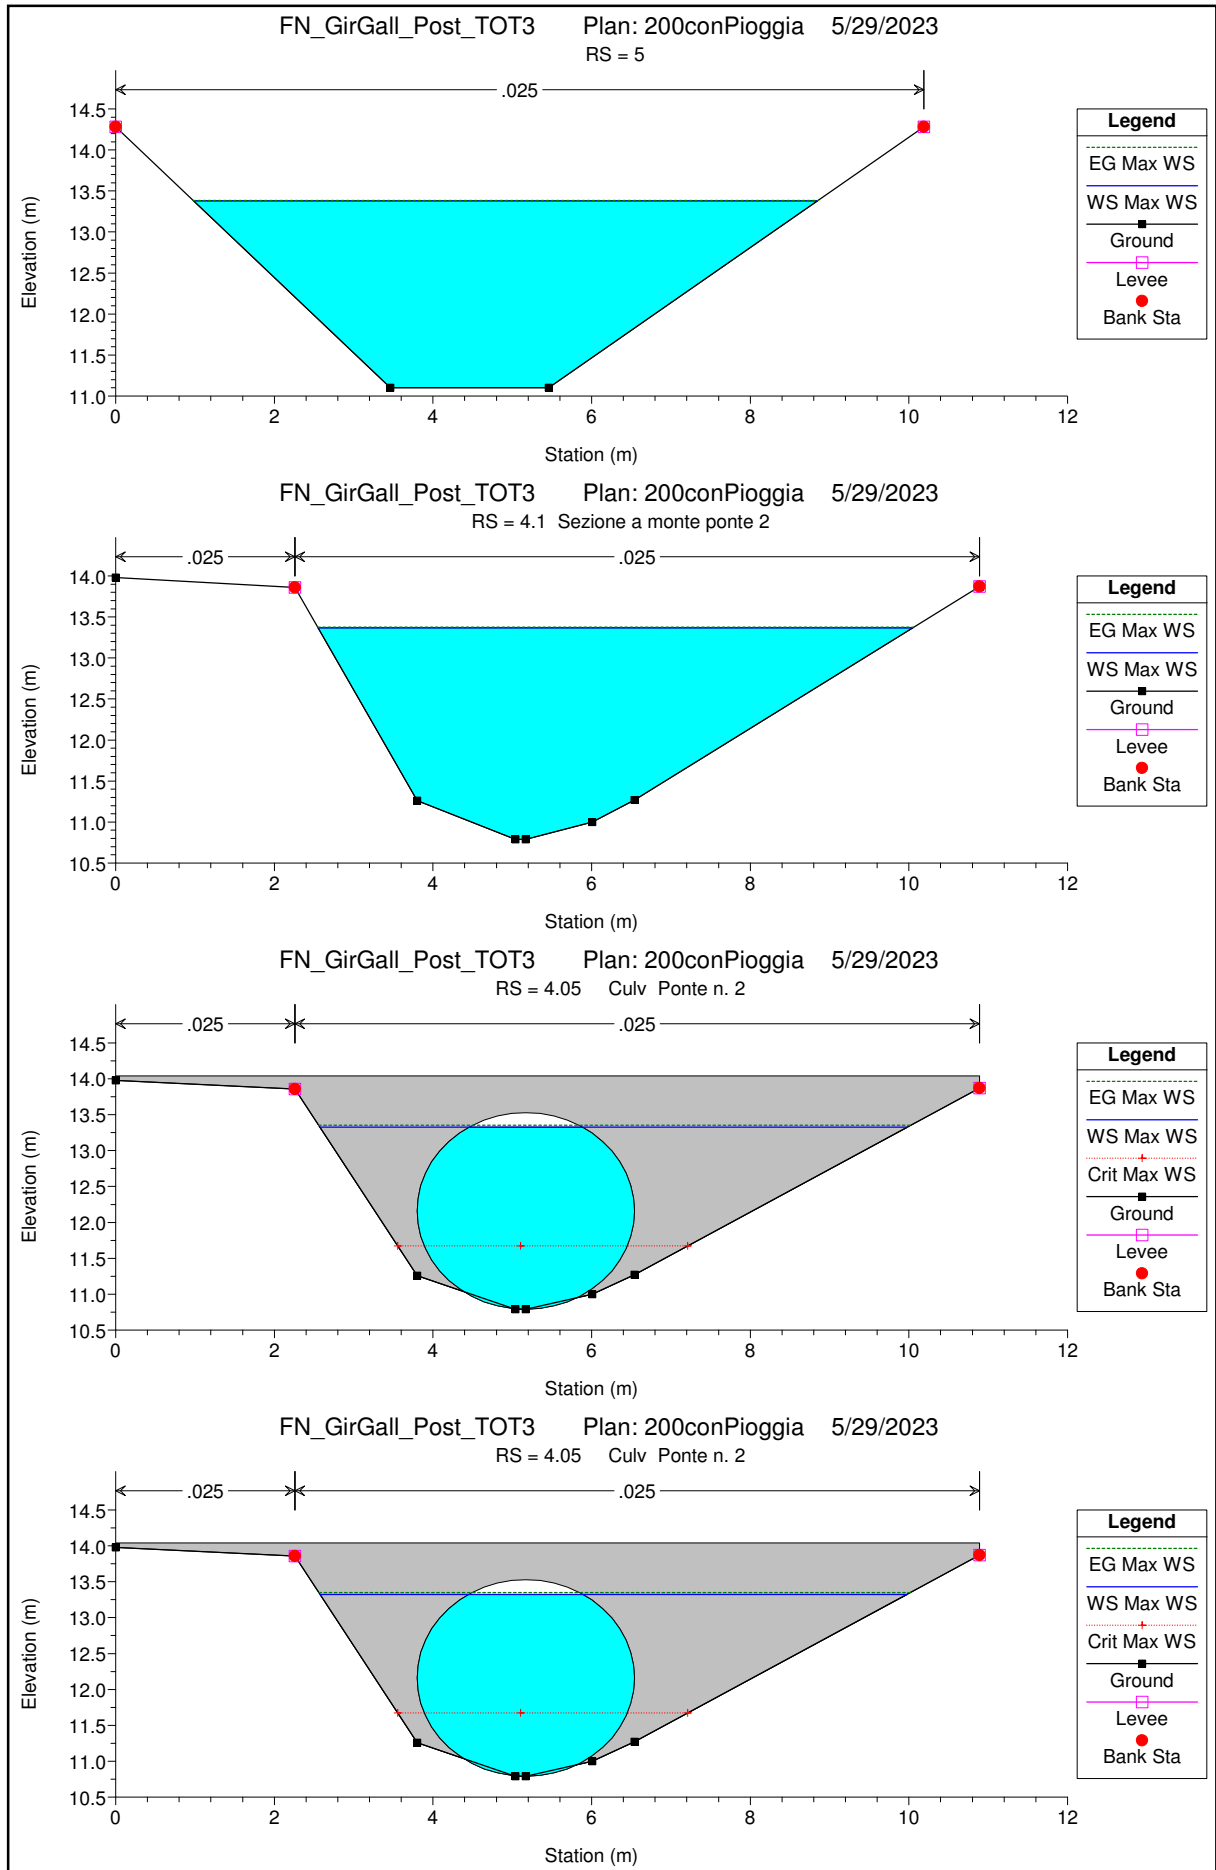 FN_GirGall_Post_TOT3 Plan: 200conPioggia 5/29/2023
RS = 5
.025
14.5
14.0
13.5
13.0
12.5
12.0
11.5
11.0
0 2 4 6 8 10 12
Elevation (m)
Station (m)
Legend
EG Max WS
WS Max WS
Ground
Levee
Bank Sta
FN_GirGall_Post_TOT3 Plan: 200conPioggia 5/29/2023
RS = 4.1 Sezione a monte ponte 2
.025 .025
14.0
13.5
13.0
12.5
12.0
11.5
11.0
10.5
0 2 4 6 8 10 12
Elevation (m)
Station (m)
Legend
EG Max WS
WS Max WS
Ground
Levee
Bank Sta
FN_GirGall_Post_TOT3 Plan: 200conPioggia 5/29/2023
RS = 4.05 Culv Ponte n. 2
.025 .025
14.5
14.0
13.5
13.0
12.5
12.0
11.5
11.0
10.5
0 2 4 6 8 10 12
Elevation (m)
Station (m)
Legend
EG Max WS
WS Max WS
Crit Max WS
Ground
Levee
Bank Sta
FN_GirGall_Post_TOT3 Plan: 200conPioggia 5/29/2023
RS = 4.05 Culv Ponte n. 2
.025 .025
14.5
14.0
13.5
13.0
12.5
12.0
11.5
11.0
10.5
0 2 4 6 8 10 12
Elevation (m)
Station (m)
Legend
EG Max WS
WS Max WS
Crit Max WS
Ground
Levee
Bank Sta